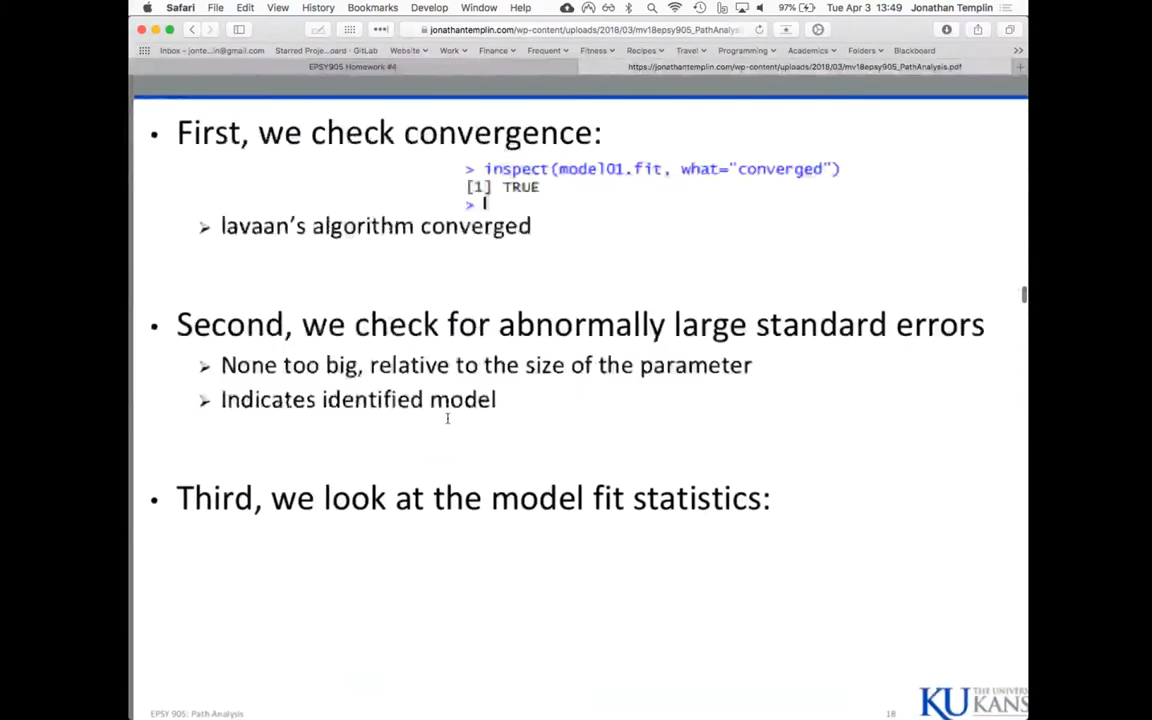 Safari File Edit View History Bookmarks Develop Window Help 97% Tue Apr 3 13:49 Jonathan Templin
jonathantemplin.com/wp-content/uploads/2018/03/mv18epsy905_PathAnalysis
Inbox – jonte...in@gmail.com Starred Proje...oard · GitLab Website Work Finance Frequent Fitness Recipes Travel Programming Academics Folders Blackboard
EPSY905 Homework #4 https://jonathantemplin.com/wp-content/uploads/2018/03/mv18epsy905_PathAnalysis.pdf
• First, we check convergence:
> inspect(model01.fit, what="converged")
[1] TRUE
>
➢ lavaan's algorithm converged
• Second, we check for abnormally large standard errors
➢ None too big, relative to the size of the parameter
➢ Indicates identified model
• Third, we look at the model fit statistics:
EPSY 905: Path Analysis 18 KU THE UNIVERS
KANS